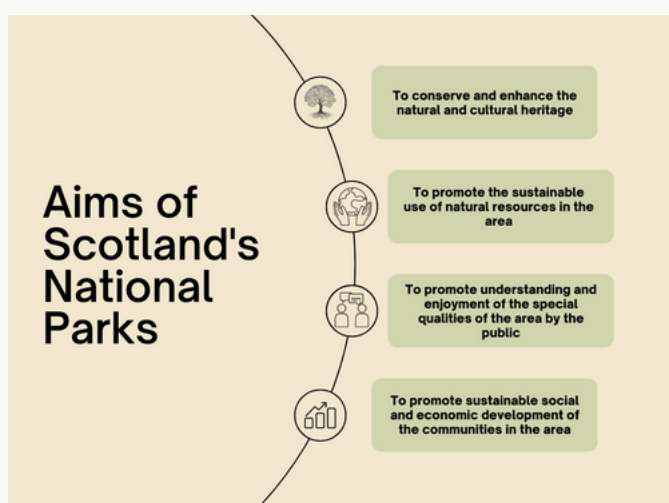 Aims of
Scotland's
National
Parks
To conserve and enhance the
natural and cultural heritage
To promote the sustainable
use of natural resources in the
area
To promote understanding and
enjoyment of the special
qualities of the area by the
public
To promote sustainable social
and economic development of
the communities in the area